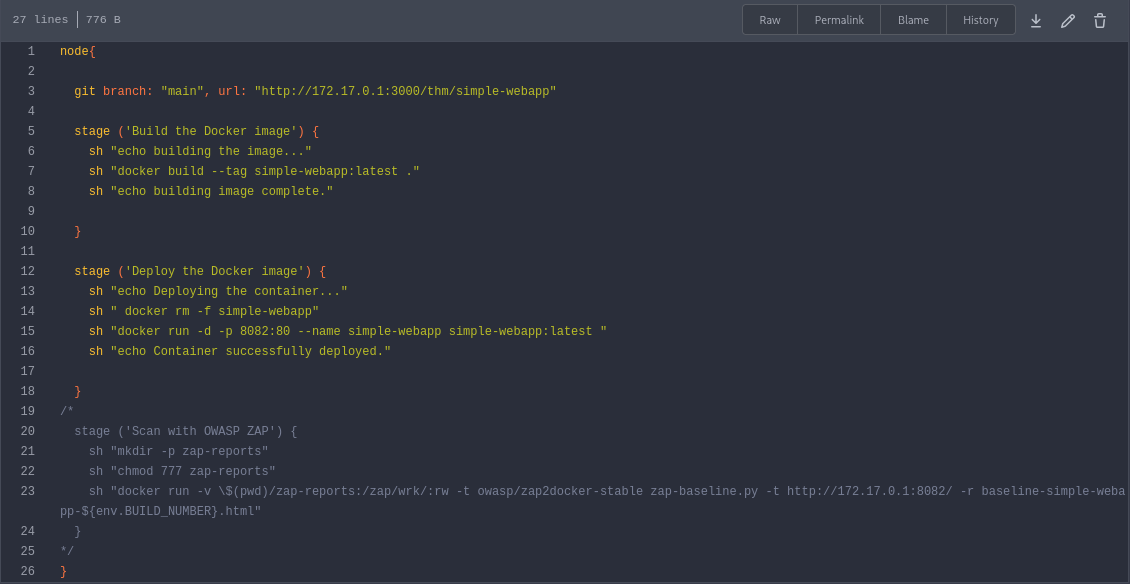 27 lines | 776 B Raw Permalink Blame History
1 node{
2
3   git branch: "main", url: "http://172.17.0.1:3000/thm/simple-webapp"
4
5   stage ('Build the Docker image') {
6     sh "echo building the image..."
7     sh "docker build --tag simple-webapp:latest ."
8     sh "echo building image complete."
9
10   }
11
12   stage ('Deploy the Docker image') {
13     sh "echo Deploying the container..."
14     sh " docker rm -f simple-webapp"
15     sh "docker run -d -p 8082:80 --name simple-webapp simple-webapp:latest "
16     sh "echo Container successfully deployed."
17
18   }
19 /*
20   stage ('Scan with OWASP ZAP') {
21     sh "mkdir -p zap-reports"
22     sh "chmod 777 zap-reports"
23     sh "docker run -v \$(pwd)/zap-reports:/zap/wrk/:rw -t owasp/zap2docker-stable zap-baseline.py -t http://172.17.0.1:8082/ -r baseline-simple-weba
pp-${env.BUILD_NUMBER}.html"
24   }
25 */
26 }